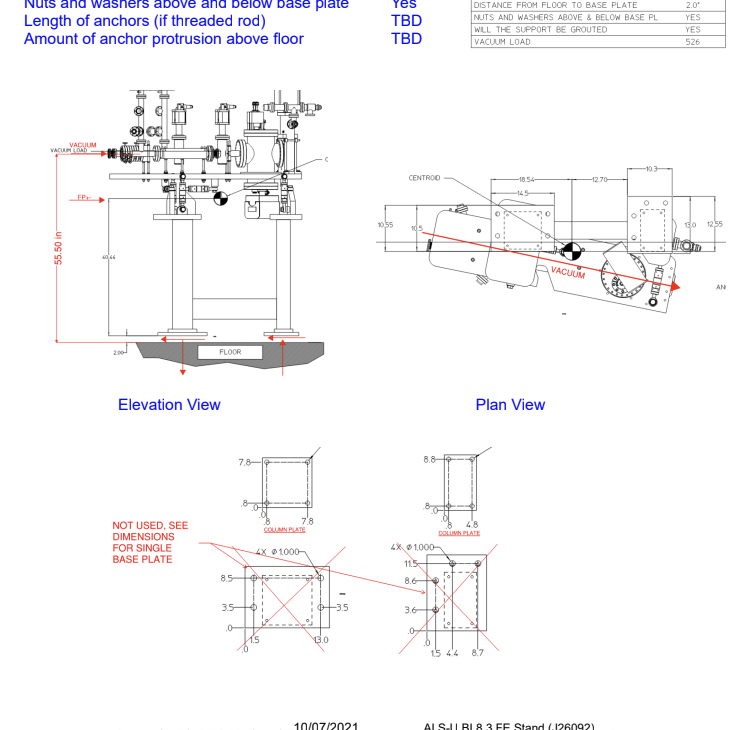 Nuts and washers above and below base plate Yes
Length of anchors (if threaded rod) TBD
Amount of anchor protrusion above floor TBD
DISTANCE FROM FLOOR TO BASE PLATE 2.0"
NUTS AND WASHERS ABOVE & BELOW BASE PL YES
WILL THE SUPPORT BE GROUTED YES
VACUUM LOAD 526
VACUUM
VACUUM LOAD
FP
55.50 in
2.00
FLOOR
CENTROID
18.54
12.70
10.3
14.5
10.55
10.5
13.0
12.55
VACUUM
AN
Elevation View
Plan View
7.8
.8
.0
.0
.8
7.8
COLUMN PLATE
8.8
.8
.0
.0
.8
4.8
COLUMN PLATE
NOT USED, SEE
DIMENSIONS
FOR SINGLE
BASE PLATE
4X Ø1.000
8.5
3.5
3.5
.0
1.5
13.0
.0
4X Ø1.000
11.5
8.6
3.6
.0
.0
1.5
4.4
8.7
10/07/2021
ALS-U BL8.3 FE Stand (J26092)